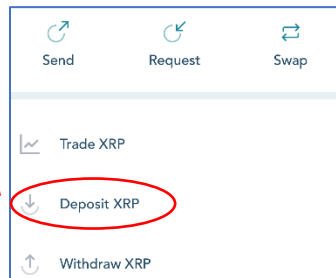 Send Request Swap
Trade XRP
Deposit XRP
Withdraw XRP